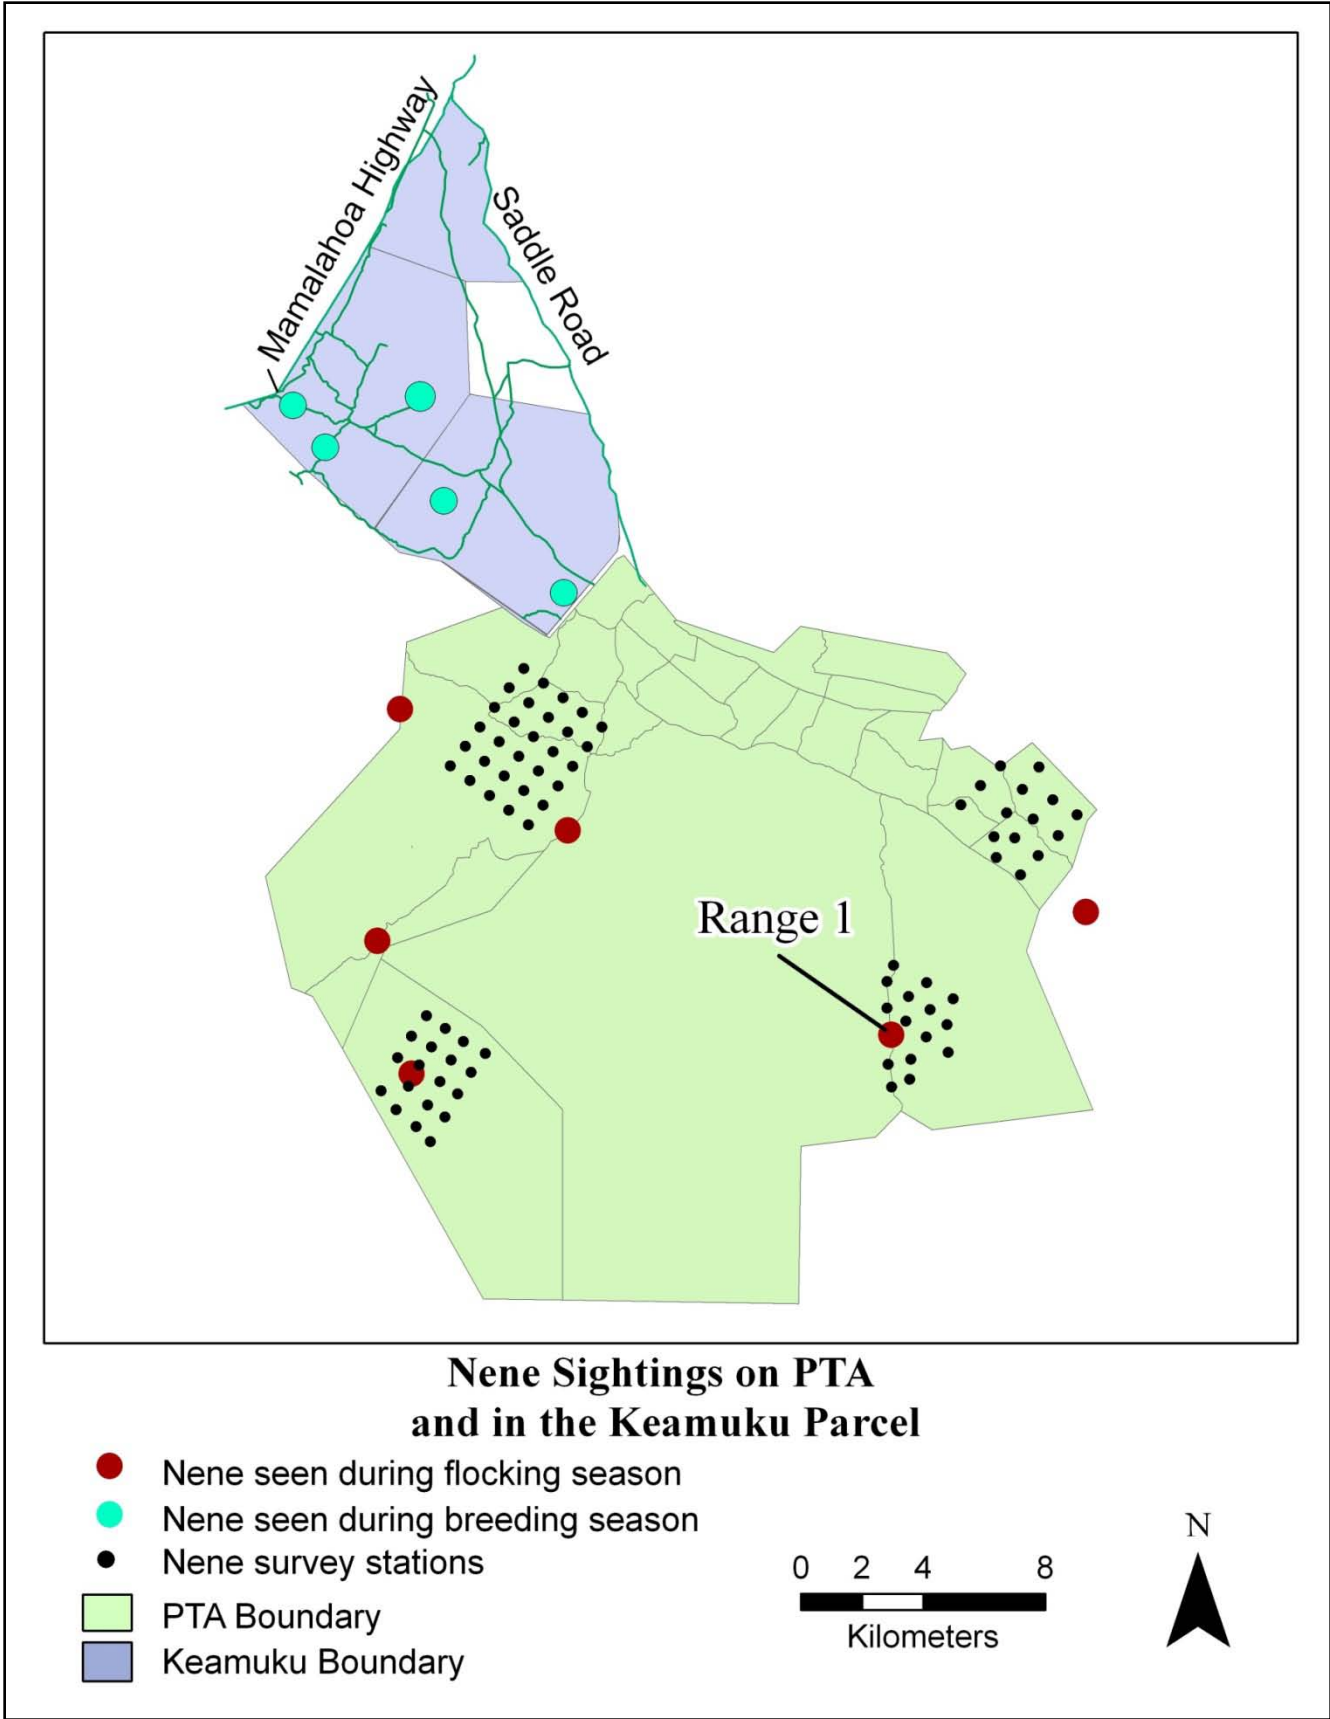 Mamalahoa Highway
Saddle Road
Range 1
Nene Sightings on PTA
and in the Keamuku Parcel
Nene seen during flocking season
Nene seen during breeding season
Nene survey stations
PTA Boundary
Keamuku Boundary
0 2 4 8
Kilometers
N